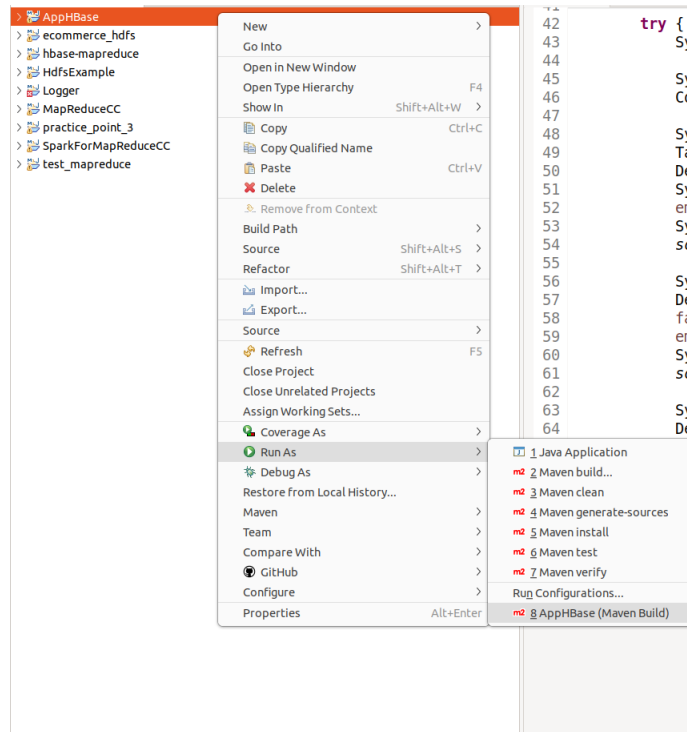 AppHBase
ecommerce_hdfs
hbase-mapreduce
HdfsExample
Logger
MapReduceCC
practice_point_3
SparkForMapReduceCC
test_mapreduce
New
Go Into
Open in New Window
Open Type Hierarchy F4
Show In Shift+Alt+W
Copy Ctrl+C
Copy Qualified Name
Paste Ctrl+V
Delete
Remove from Context
Build Path
Source Shift+Alt+S
Refactor Shift+Alt+T
Import...
Export...
Source
Refresh F5
Close Project
Close Unrelated Projects
Assign Working Sets...
Coverage As
Run As
Debug As
Restore from Local History...
Maven
Team
Compare With
GitHub
Configure
Properties Alt+Enter
m2 1 Java Application
m2 2 Maven build...
m2 3 Maven clean
m2 4 Maven generate-sources
m2 5 Maven install
m2 6 Maven test
m2 7 Maven verify
Run Configurations...
m2 8 AppHBase (Maven Build)
42 try {
43 Sy
44
45 Sy
46 Co
47
48 Sy
49 Ta
50 De
51 Sy
52 en
53 Sy
54 sc
55
56 Sy
57 De
58 fa
59 en
60 Sy
61 sc
62
63 Sy
64 De